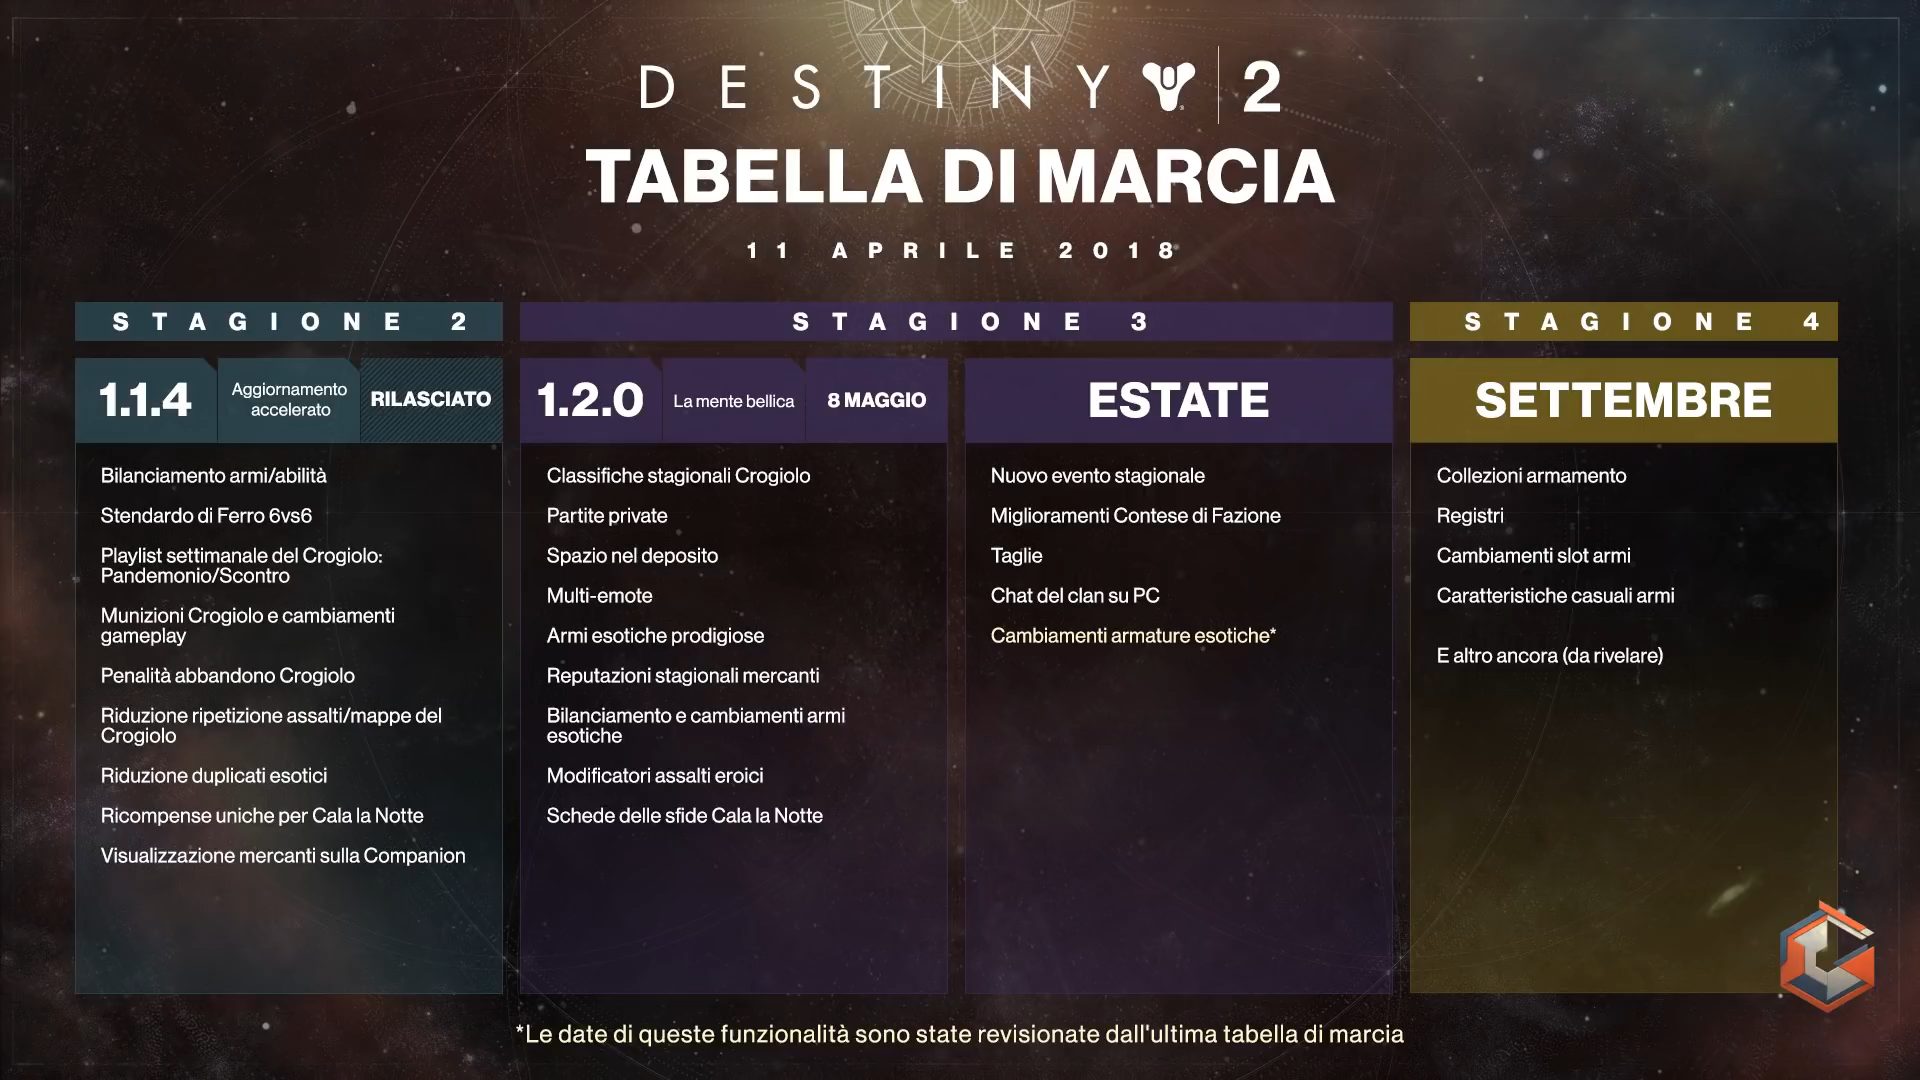 DESTINY 2
TABELLA DI MARCIA
11 APRILE 2018
STAGIONE 2
1.1.4
Aggiornamento
accelerato
RILASCIATO
Bilanciamento armi/abilità
Stendardo di Ferro 6vs6
Playlist settimanale del Crogiolo:
Pandemonio/Scontro
Munizioni Crogiolo e cambiamenti
gameplay
Penalità abbandono Crogiolo
Riduzione ripetizione assalti/mappe del
Crogiolo
Riduzione duplicati esotici
Ricompense uniche per Cala la Notte
Visualizzazione mercanti sulla Companion
STAGIONE 3
1.2.0
La mente bellica
8 MAGGIO
Classifiche stagionali Crogiolo
Partite private
Spazio nel deposito
Multi-emote
Armi esotiche prodigiose
Reputazioni stagionali mercanti
Bilanciamento e cambiamenti armi
esotiche
Modificatori assalti eroici
Schede delle sfide Cala la Notte
ESTATE
Nuovo evento stagionale
Miglioramenti Contese di Fazione
Taglie
Chat del clan su PC
Cambiamenti armature esotiche*
STAGIONE 4
SETTEMBRE
Collezioni armamento
Registri
Cambiamenti slot armi
Caratteristiche casuali armi
E altro ancora (da rivelare)
*Le date di queste funzionalità sono state revisionate dall'ultima tabella di marcia